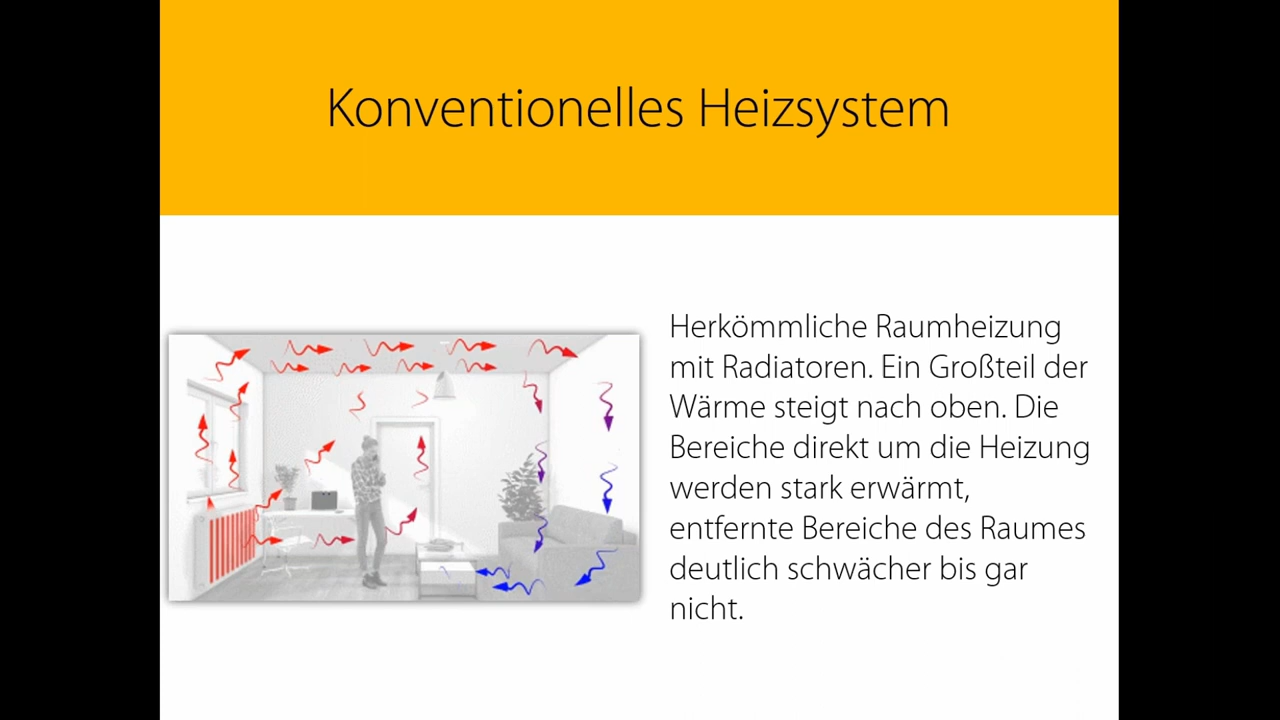 Konventionelles Heizsystem
Herkömmliche Raumheizung
mit Radiatoren. Ein Großteil der
Wärme steigt nach oben. Die
Bereiche direkt um die Heizung
werden stark erwärmt,
entfernte Bereiche des Raumes
deutlich schwächer bis gar
nicht.